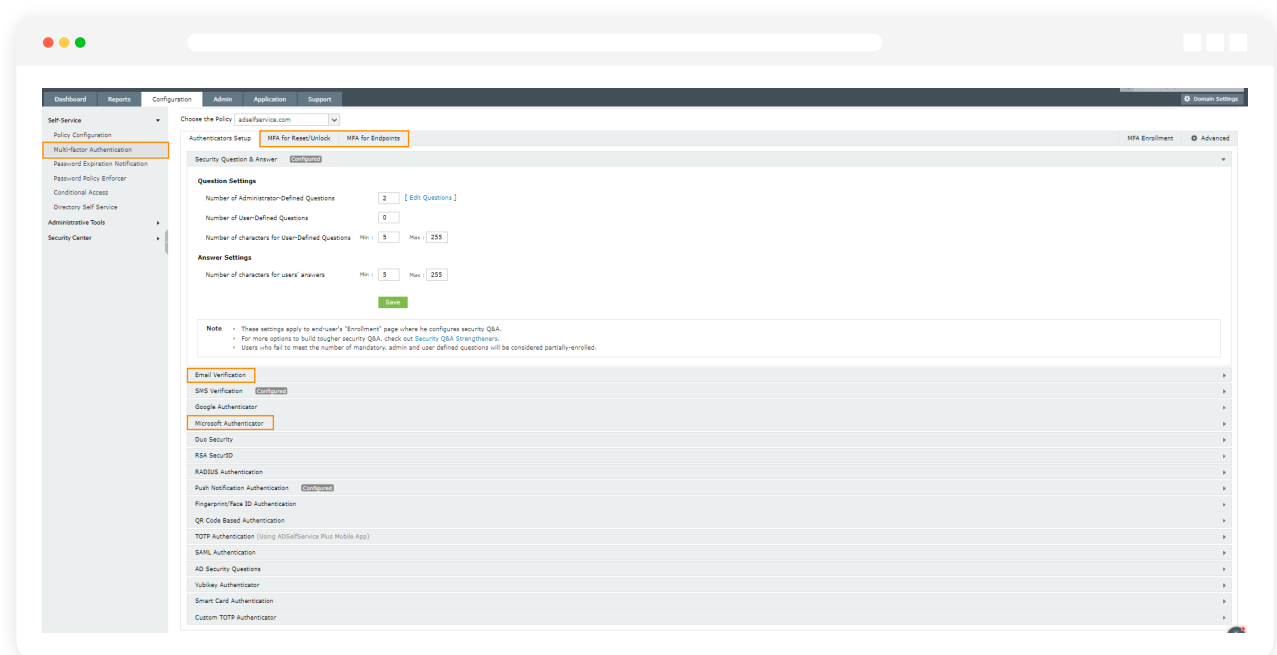 Dashboard Reports Configuration Admin Application Support
Domain Settings
Self-Service
Policy Configuration
Multi-factor Authentication
Password Expiration Notification
Password Policy Enforcer
Conditional Access
Directory Self Service
Administrative Tools
Security Center
Choose the Policy adselfservice.com
Authenticators Setup MFA for Reset/Unlock MFA for Endpoints MFA Enrollment Advanced
Security Question & Answer Configured
Question Settings
Number of Administrator-Defined Questions 2 [ Edit Questions ]
Number of User-Defined Questions 0
Number of characters for User-Defined Questions Min : 5 Max : 255
Answer Settings
Number of characters for users' answers Min : 5 Max : 255
Save
Note • These settings apply to end-user's "Enrollment" page where he configures security Q&A.
• For more options to build tougher security Q&A, check out Security Q&A Strengtheners.
• Users who fail to meet the number of mandatory, admin and user defined questions will be considered partially-enrolled.
Email Verification
SMS Verification Configured
Google Authenticator
Microsoft Authenticator
Duo Security
RSA SecurID
RADIUS Authentication
Push Notification Authentication Configured
Fingerprint/Face ID Authentication
QR Code Based Authentication
TOTP Authentication (Using ADSelfService Plus Mobile App)
SAML Authentication
AD Security Questions
Yubikey Authenticator
Smart Card Authentication
Custom TOTP Authenticator